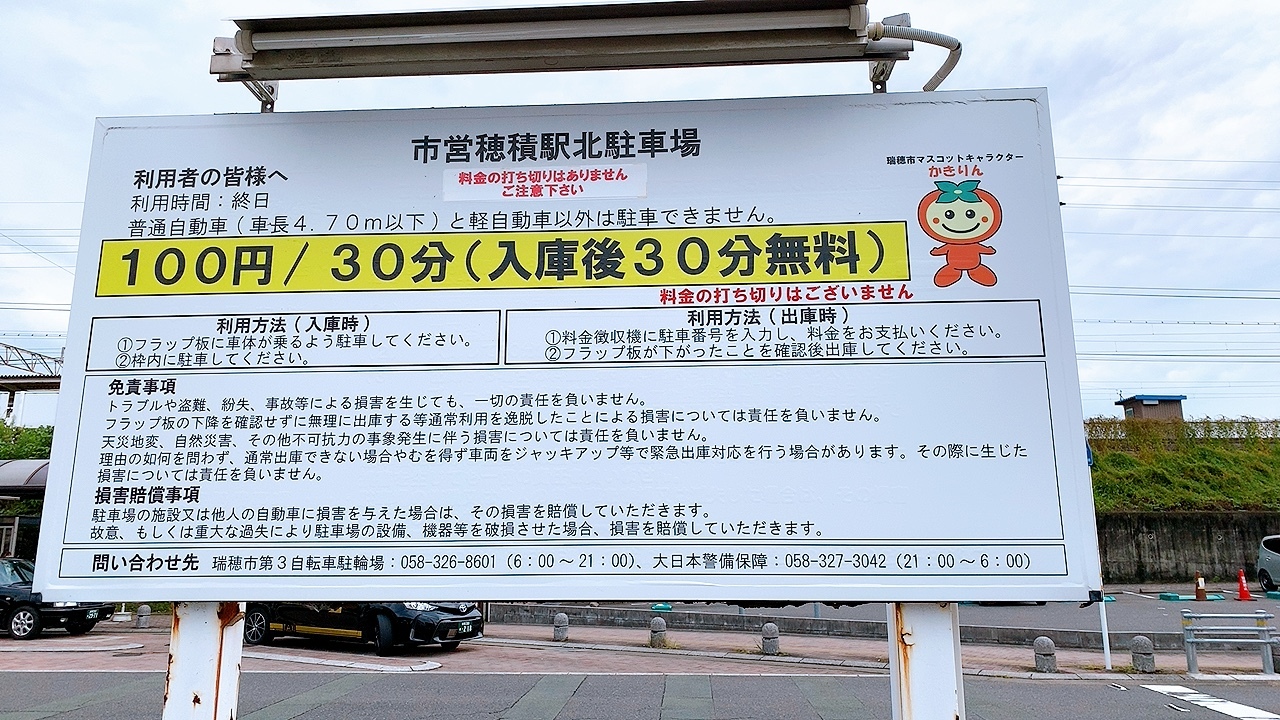 市営穂積駅北駐車場
瑞穂市マスコットキャラクター
かきりん
利用者の皆様へ
料金の打ち切りはありません
ご注意下さい
利用時間：終日
普通自動車(車長４．７０ｍ以下)と軽自動車以外は駐車できません。
１００円/３０分(入庫後３０分無料)
料金の打ち切りはございません
利用方法(入庫時)
①フラップ板に車体が乗るよう駐車してください。
②枠内に駐車してください。
利用方法(出庫時)
①料金徴収機に駐車番号を入力し、料金をお支払いください。
②フラップ板が下がったことを確認後出庫してください。
免責事項
トラブルや盗難、紛失、事故等による損害を生じても、一切の責任を負いません。
フラップ板の下降を確認せずに無理に出庫する等通常利用を逸脱したことによる損害については責任を負いません。
天災地変、自然災害、その他不可抗力の事象発生に伴う損害については責任を負いません。
理由の如何を問わず、通常出庫できない場合やむを得ず車両をジャッキアップ等で緊急出庫対応を行う場合があります。その際に生じた
損害については責任を負いません。
損害賠償事項
駐車場の施設又は他人の自動車に損害を与えた場合は、その損害を賠償していただきます。
故意、もしくは重大な過失により駐車場の設備、機器等を破損させた場合、損害を賠償していただきます。
問い合わせ先 瑞穂市第３自転車駐輪場：058-326-8601(6：00～21：00)、大日本警備保障：058-327-3042(21：00～6：00)